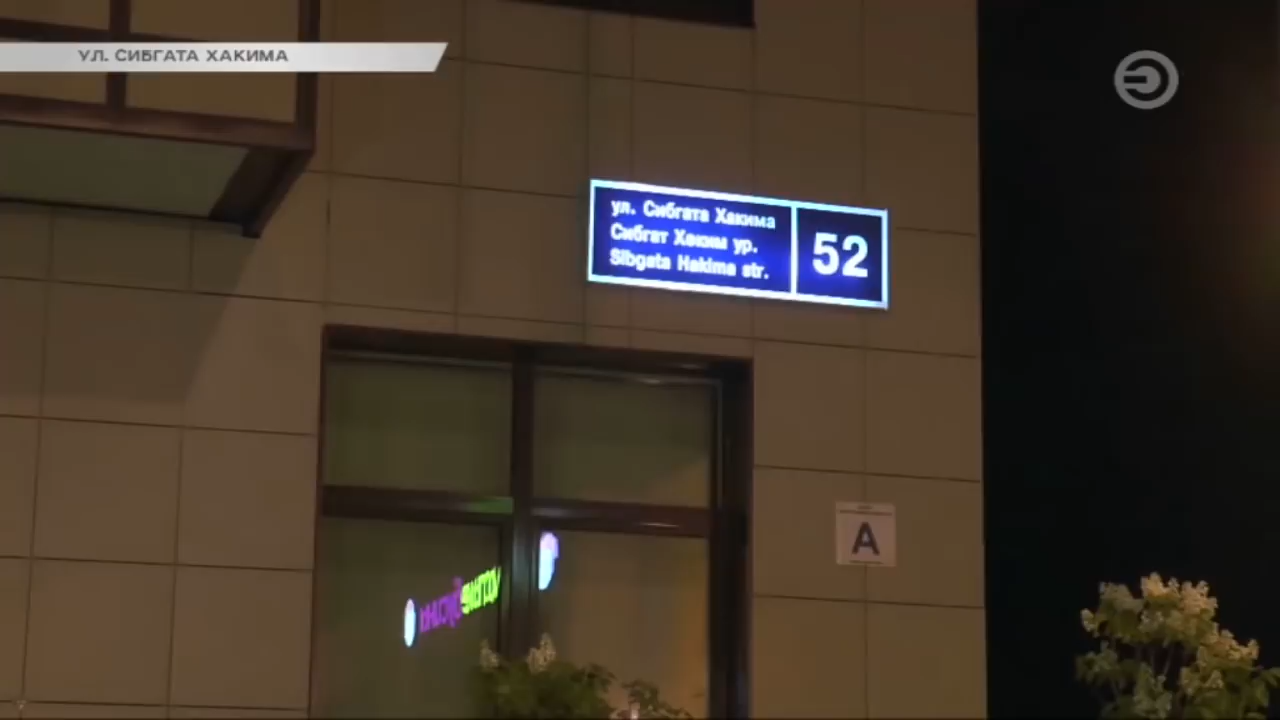 УЛ. СИБГАТА ХАКИМА
ул. Сибгата Хакима
Сибгат Хаким ур.
Sibgata Hakima str.
52
А